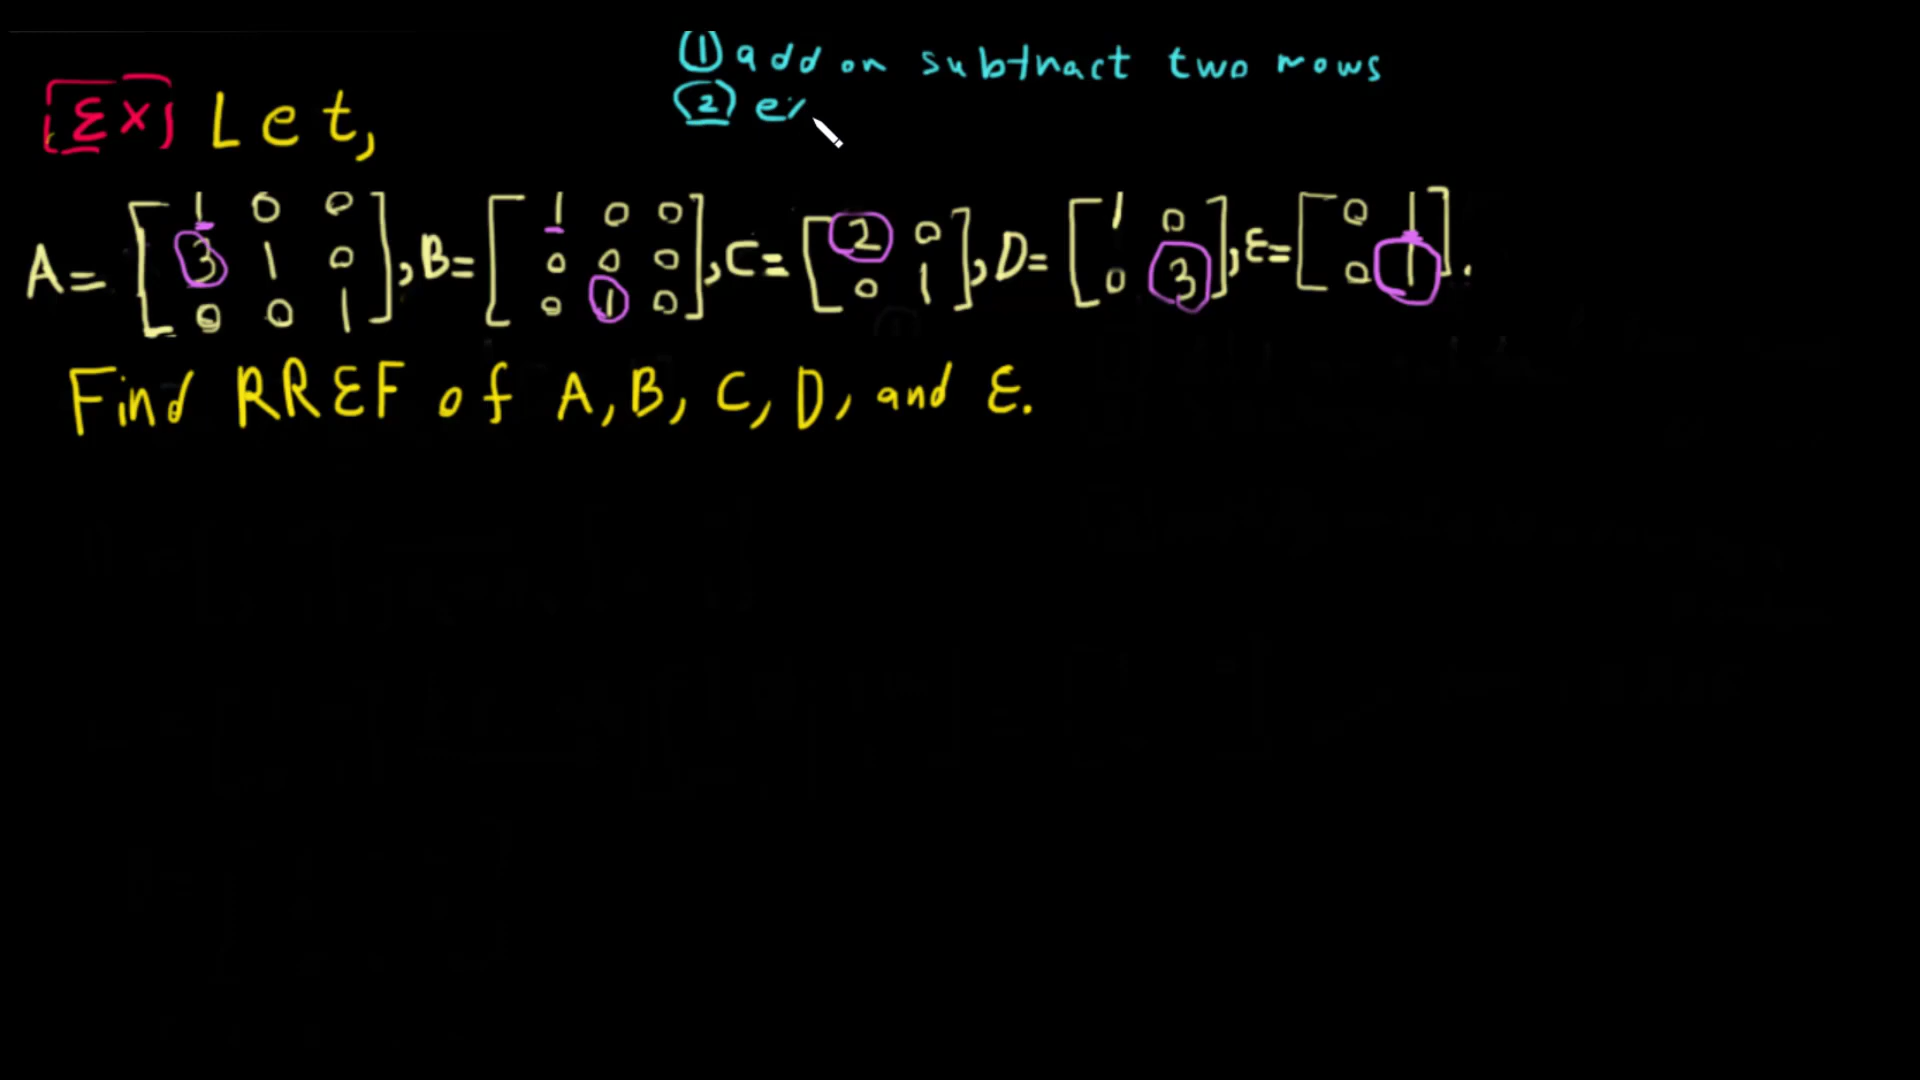 ① add or subtract two rows
② ex
Ex Let,
A = [1 0 0; 3 1 0; 0 0 1], B = [1 0 0; 0 0 0; 0 1 0], C = [2 0; 0 1], D = [1 0; 0 3], E = [0 1; 0 1].
Find RREF of A, B, C, D, and E.